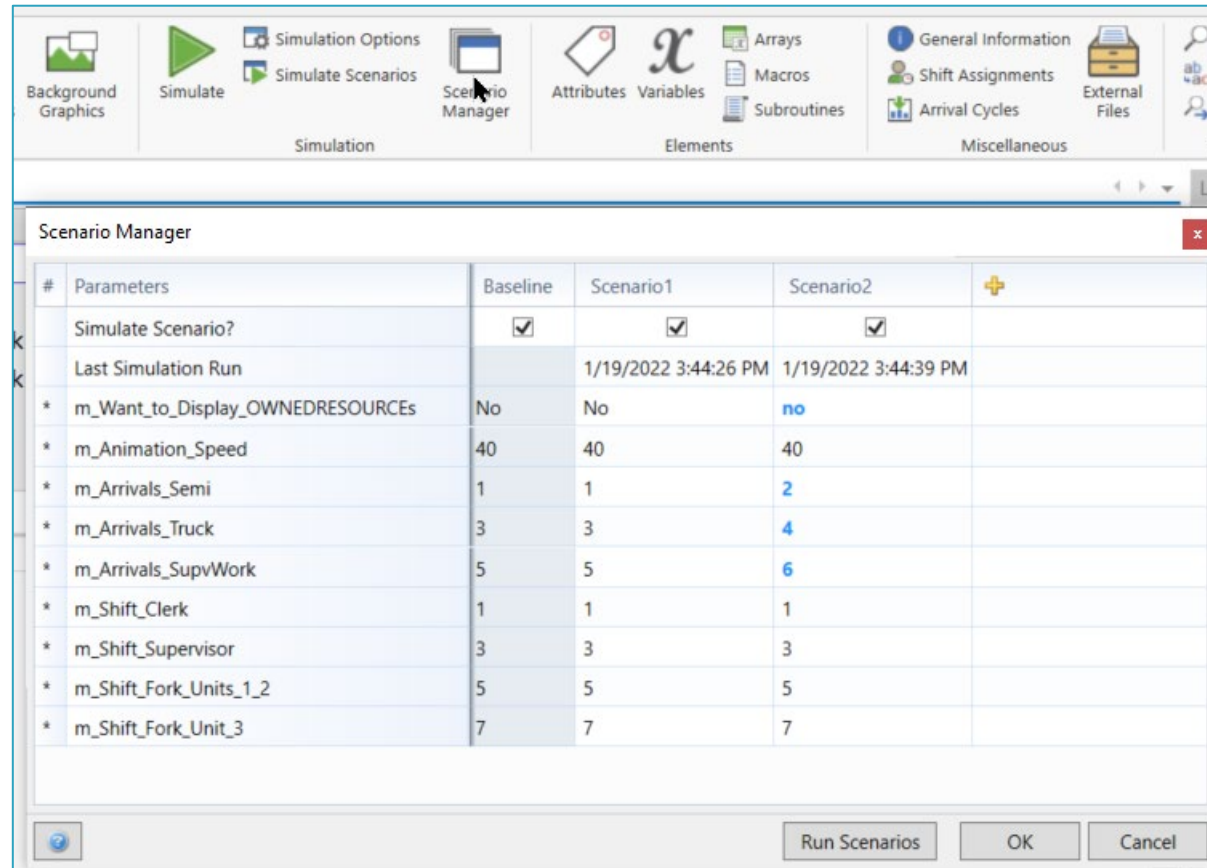 Background
Graphics
Simulate
Simulation Options
Simulate Scenarios
Scenario
Manager
Simulation
Attributes Variables
Arrays
Macros
Subroutines
Elements
General Information
Shift Assignments
Arrival Cycles
External
Files
Miscellaneous
Scenario Manager
# Parameters Baseline Scenario1 Scenario2
Simulate Scenario?
Last Simulation Run 1/19/2022 3:44:26 PM 1/19/2022 3:44:39 PM
* m_Want_to_Display_OWNEDRESOURCEs No No no
* m_Animation_Speed 40 40 40
* m_Arrivals_Semi 1 1 2
* m_Arrivals_Truck 3 3 4
* m_Arrivals_SupvWork 5 5 6
* m_Shift_Clerk 1 1 1
* m_Shift_Supervisor 3 3 3
* m_Shift_Fork_Units_1_2 5 5 5
* m_Shift_Fork_Unit_3 7 7 7
Run Scenarios OK Cancel